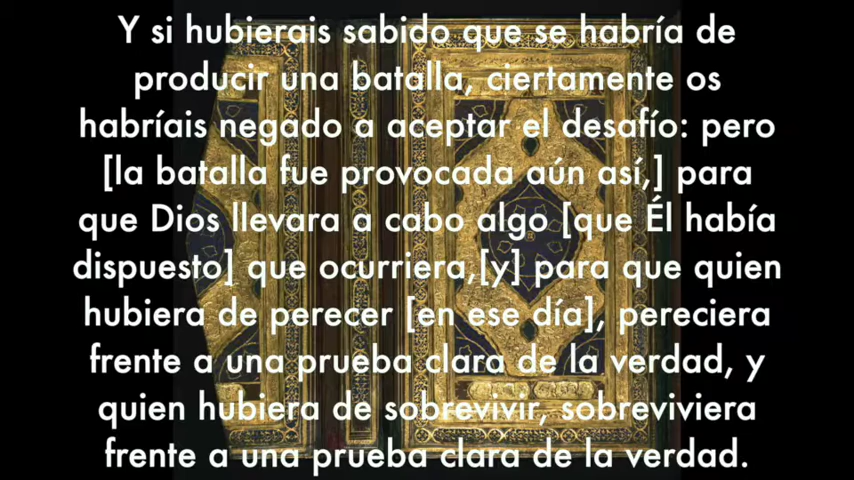 Y si hubierais sabido que se habría de
producir una batalla, ciertamente os
habríais negado a aceptar el desafío: pero
[la batalla fue provocada aún así,] para
que Dios llevara a cabo algo [que Él había
dispuesto] que ocurriera,[y] para que quien
hubiera de perecer [en ese día], pereciera
frente a una prueba clara de la verdad, y
quien hubiera de sobrevivir, sobreviviera
frente a una prueba clara de la verdad.